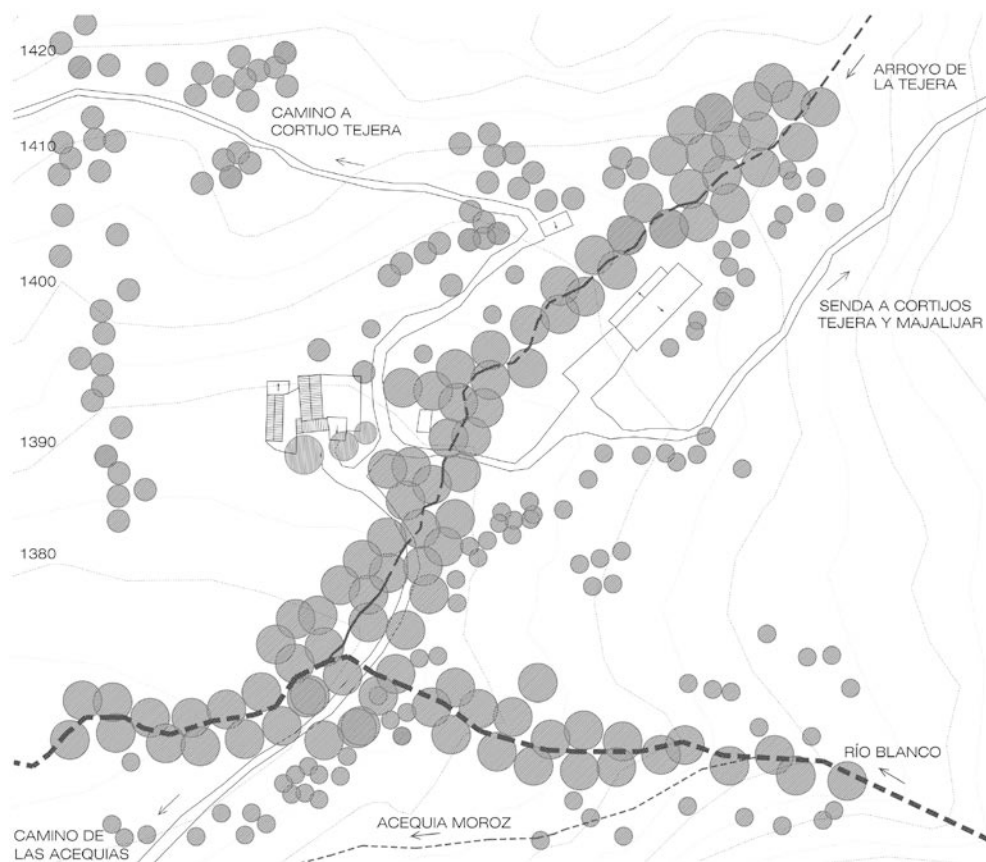 1420
ARROYO DE
LA TEJERA
CAMINO A
CORTIJO TEJERA
1410
1400
SENDA A CORTIJOS
TEJERA Y MAJALIJAR
1390
1380
RÍO BLANCO
ACEQUIA MOROZ
CAMINO DE
LAS ACEQUIAS